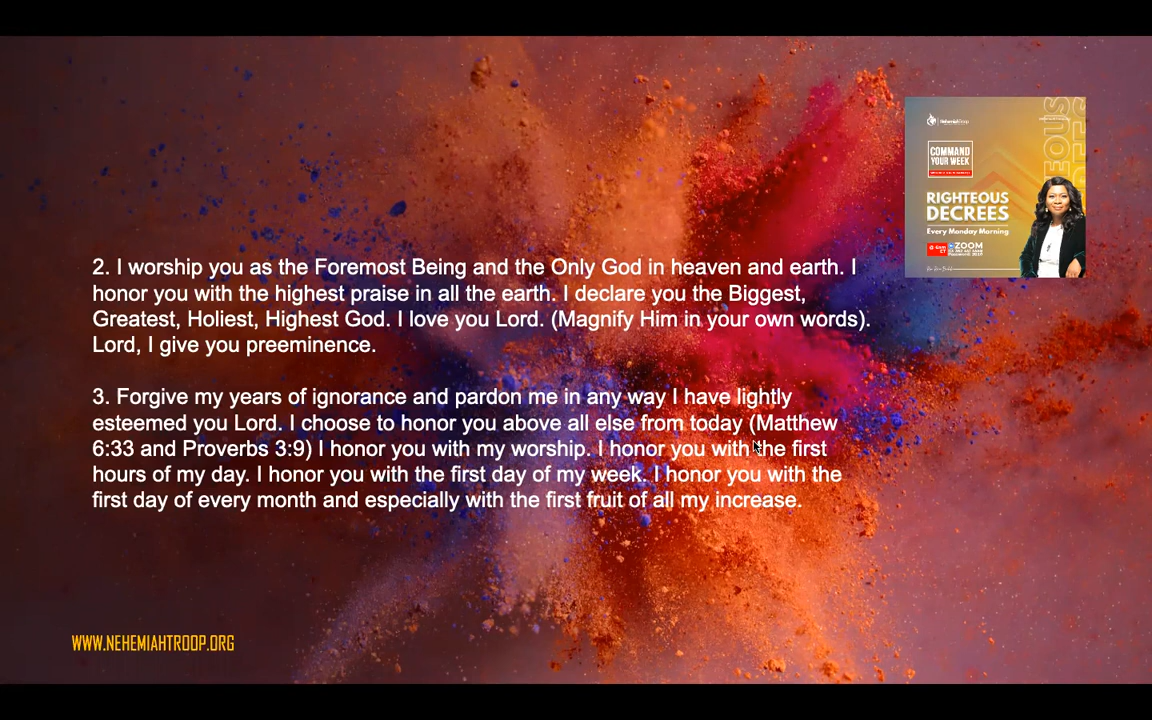 2. I worship you as the Foremost Being and the Only God in heaven and earth. I
honor you with the highest praise in all the earth. I declare you the Biggest,
Greatest, Holiest, Highest God. I love you Lord. (Magnify Him in your own words).
Lord, I give you preeminence.
3. Forgive my years of ignorance and pardon me in any way I have lightly
esteemed you Lord. I choose to honor you above all else from today (Matthew
6:33 and Proverbs 3:9) I honor you with my worship. I honor you with the first
hours of my day. I honor you with the first day of my week. I honor you with the
first day of every month and especially with the first fruit of all my increase.
COMMAND
YOUR WEEK
RIGHTEOUS
DECREES
Every Monday Morning
ZOOM
WWW.NEHEMIAHTROOP.ORG